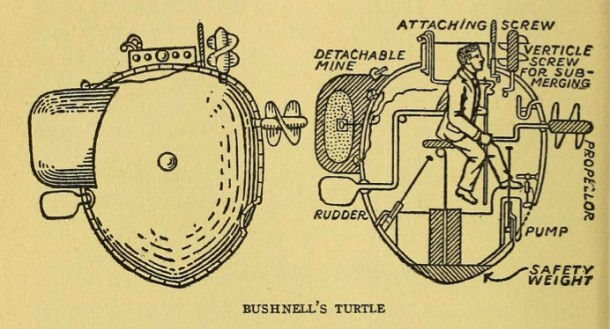 ATTACHING SCREW
DETACHABLE
MINE
VERTICLE
SCREW
FOR SUB-
MERGING
PROPELLOR
RUDDER
PUMP
SAFETY
WEIGHT
BUSHNELL'S TURTLE